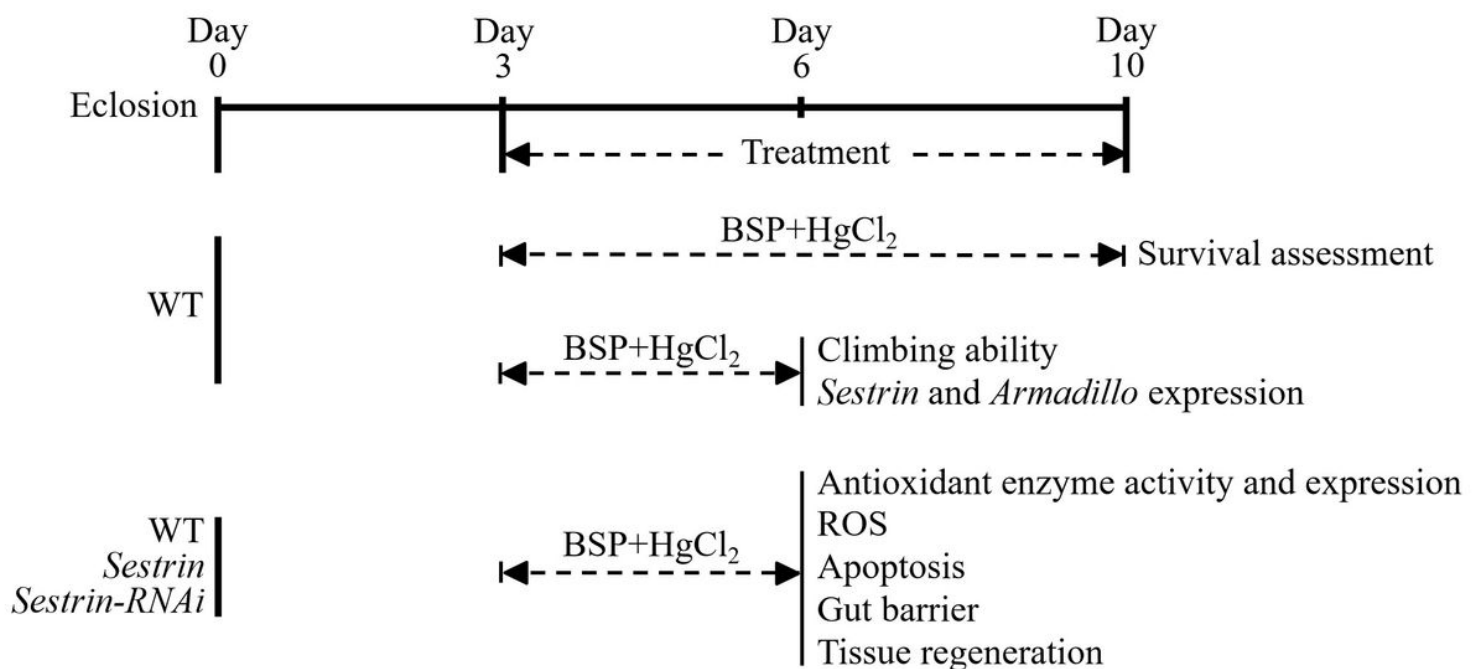 Day Day Day Day
0 3 6 10
Eclosion
Treatment
BSP+HgCl₂
Survival assessment
WT
BSP+HgCl₂
Climbing ability
Sestrin and Armadillo expression
Antioxidant enzyme activity and expression
WT
ROS
BSP+HgCl₂
Sestrin
Apoptosis
Sestrin-RNAi
Gut barrier
Tissue regeneration